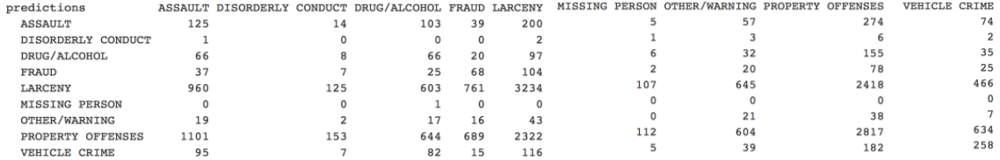 predictions ASSAULT DISORDERLY CONDUCT DRUG/ALCOHOL FRAUD LARCENY MISSING PERSON OTHER/WARNING PROPERTY OFFENSES VEHICLE CRIME
ASSAULT 125 14 103 39 200 5 57 274 74
DISORDERLY CONDUCT 1 0 0 0 2 1 3 6 2
DRUG/ALCOHOL 66 8 66 20 97 6 32 155 35
FRAUD 37 7 25 68 104 2 20 78 25
LARCENY 960 125 603 761 3234 107 645 2418 466
MISSING PERSON 0 0 1 0 0 0 0 0 0
OTHER/WARNING 19 2 17 16 43 0 21 38 7
PROPERTY OFFENSES 1101 153 644 689 2322 112 604 2817 634
VEHICLE CRIME 95 7 82 15 116 5 39 182 258